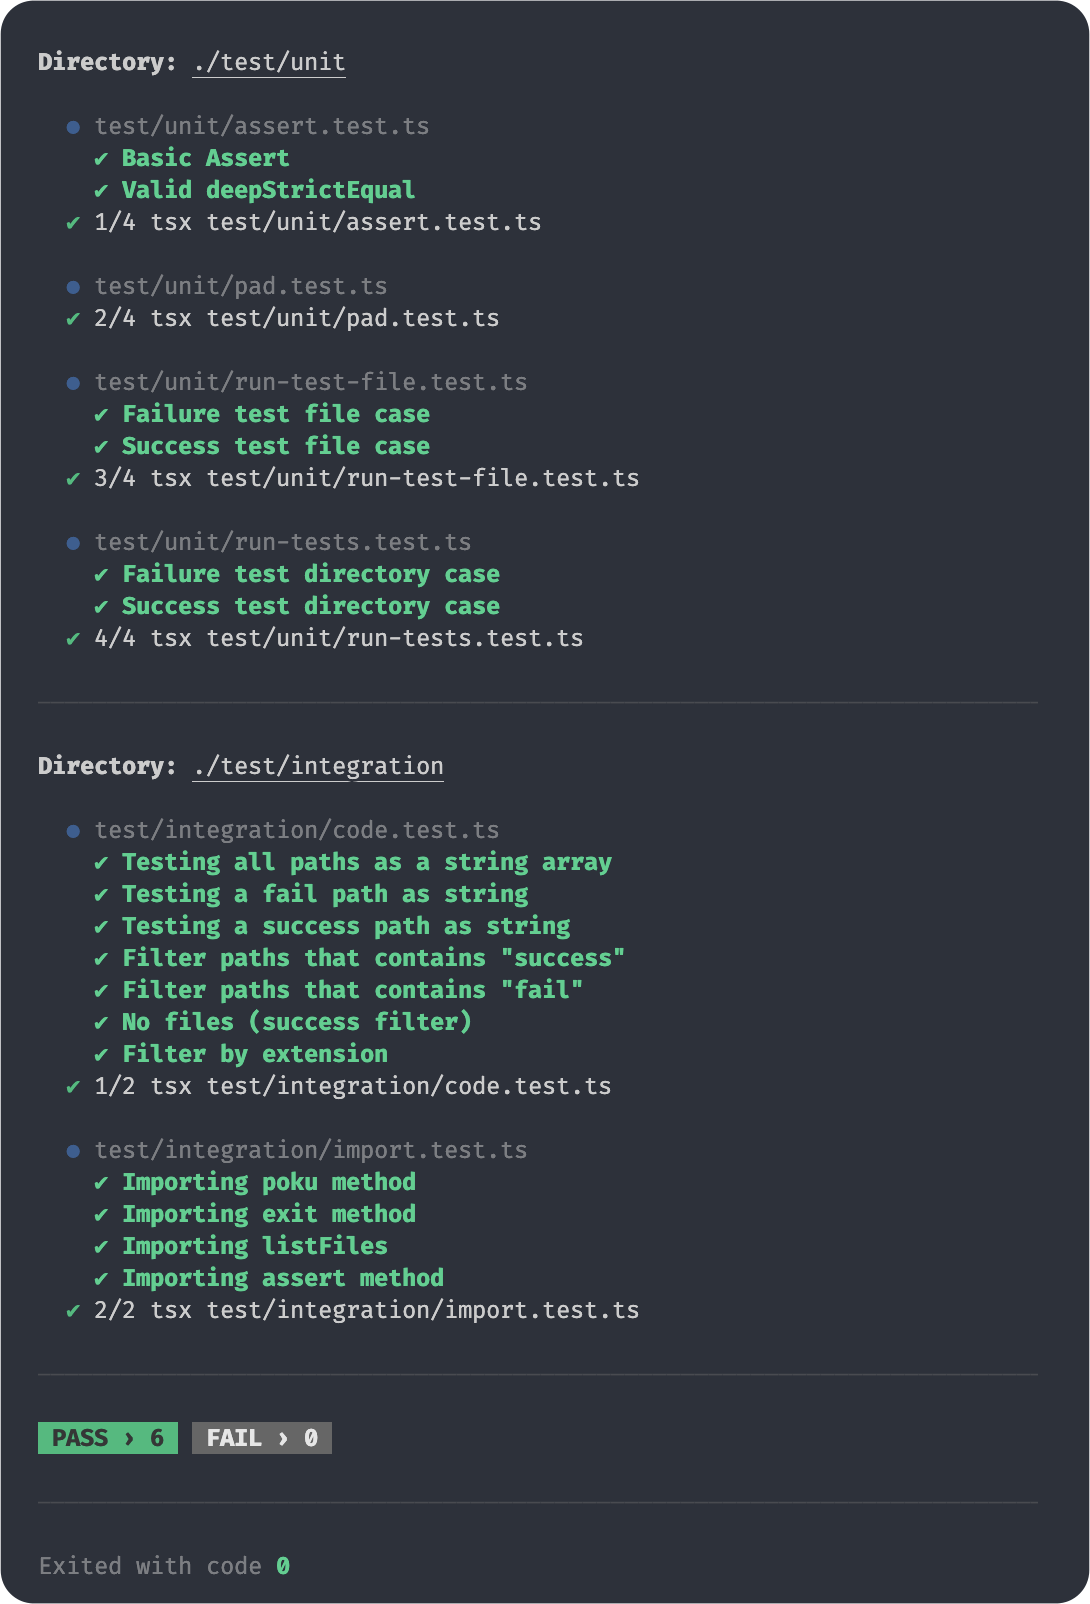 Directory: ./test/unit
● test/unit/assert.test.ts
✔ Basic Assert
✔ Valid deepStrictEqual
✔ 1/4 tsx test/unit/assert.test.ts
● test/unit/pad.test.ts
✔ 2/4 tsx test/unit/pad.test.ts
● test/unit/run-test-file.test.ts
✔ Failure test file case
✔ Success test file case
✔ 3/4 tsx test/unit/run-test-file.test.ts
● test/unit/run-tests.test.ts
✔ Failure test directory case
✔ Success test directory case
✔ 4/4 tsx test/unit/run-tests.test.ts
Directory: ./test/integration
● test/integration/code.test.ts
✔ Testing all paths as a string array
✔ Testing a fail path as string
✔ Testing a success path as string
✔ Filter paths that contains "success"
✔ Filter paths that contains "fail"
✔ No files (success filter)
✔ Filter by extension
✔ 1/2 tsx test/integration/code.test.ts
● test/integration/import.test.ts
✔ Importing poku method
✔ Importing exit method
✔ Importing listFiles
✔ Importing assert method
✔ 2/2 tsx test/integration/import.test.ts
PASS › 6 FAIL › 0
Exited with code 0